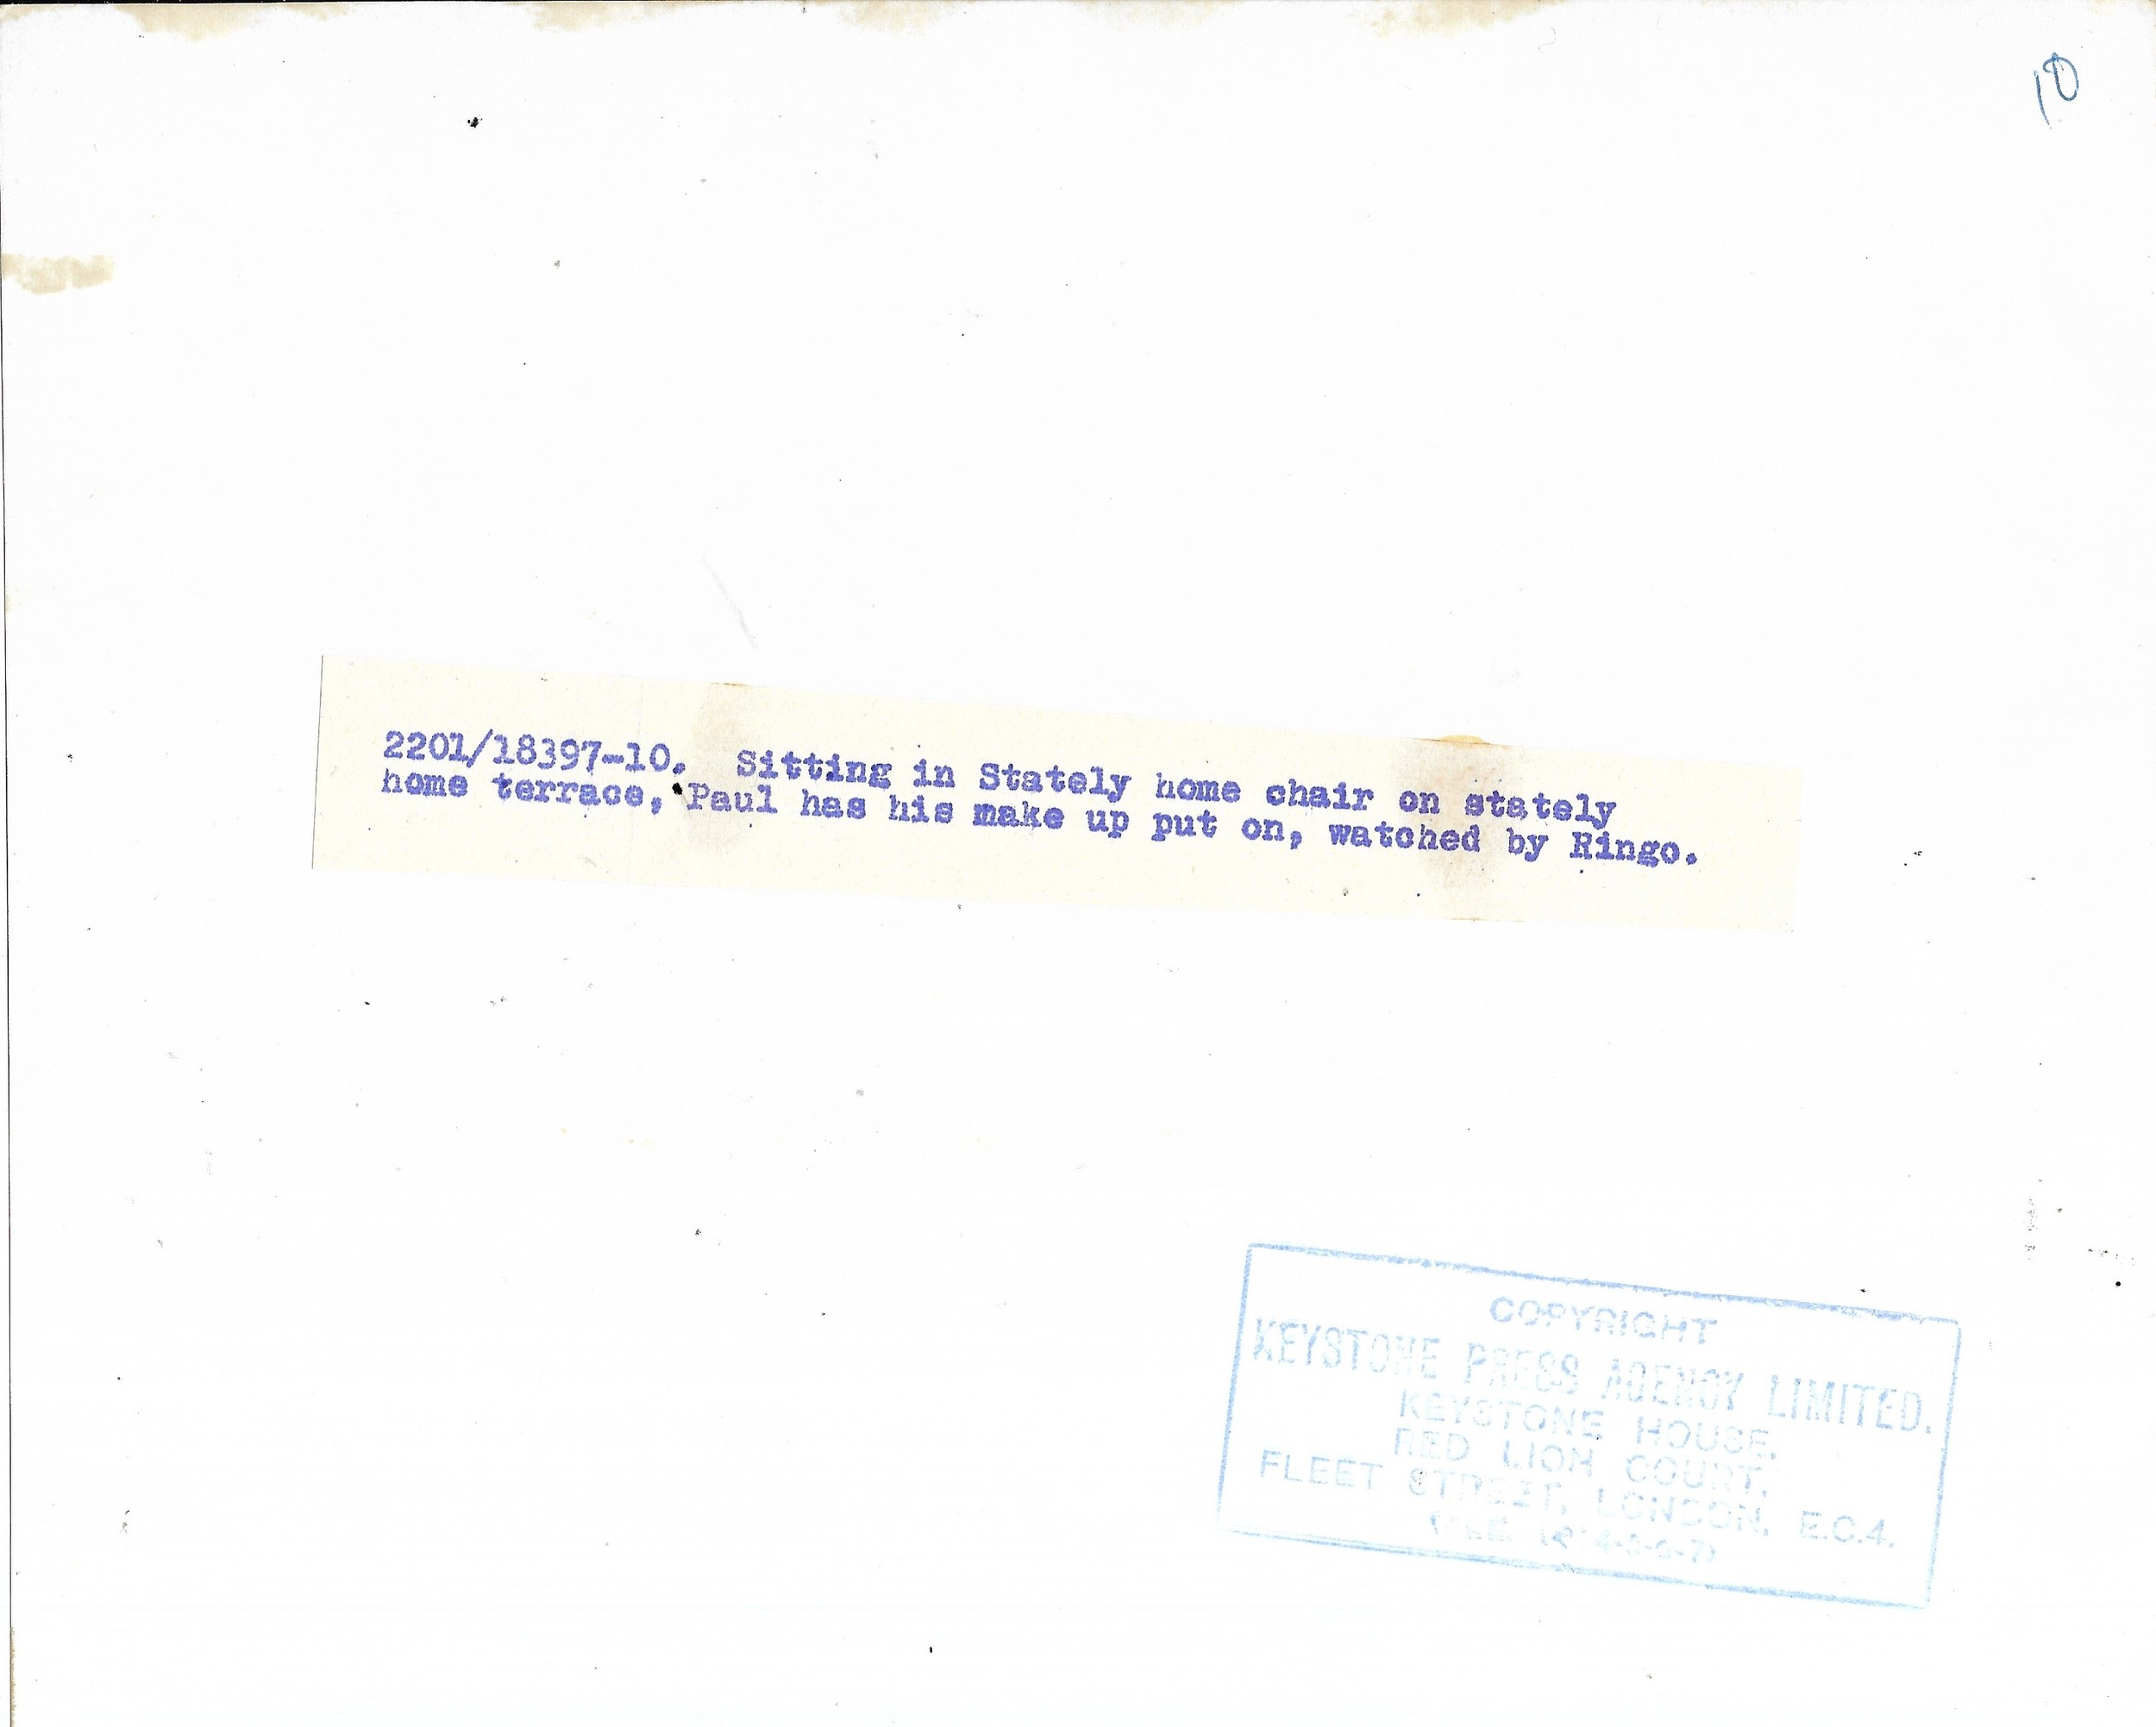 10
2201/18397-10. Sitting in Stately home chair on stately
home terrace, Paul has his make up put on, watched by Ringo.
COPYRIGHT
KEYSTONE PRESS AGENCY LIMITED.
KEYSTONE HOUSE,
RED LION COURT,
FLEET STREET, LONDON, E.C.4.